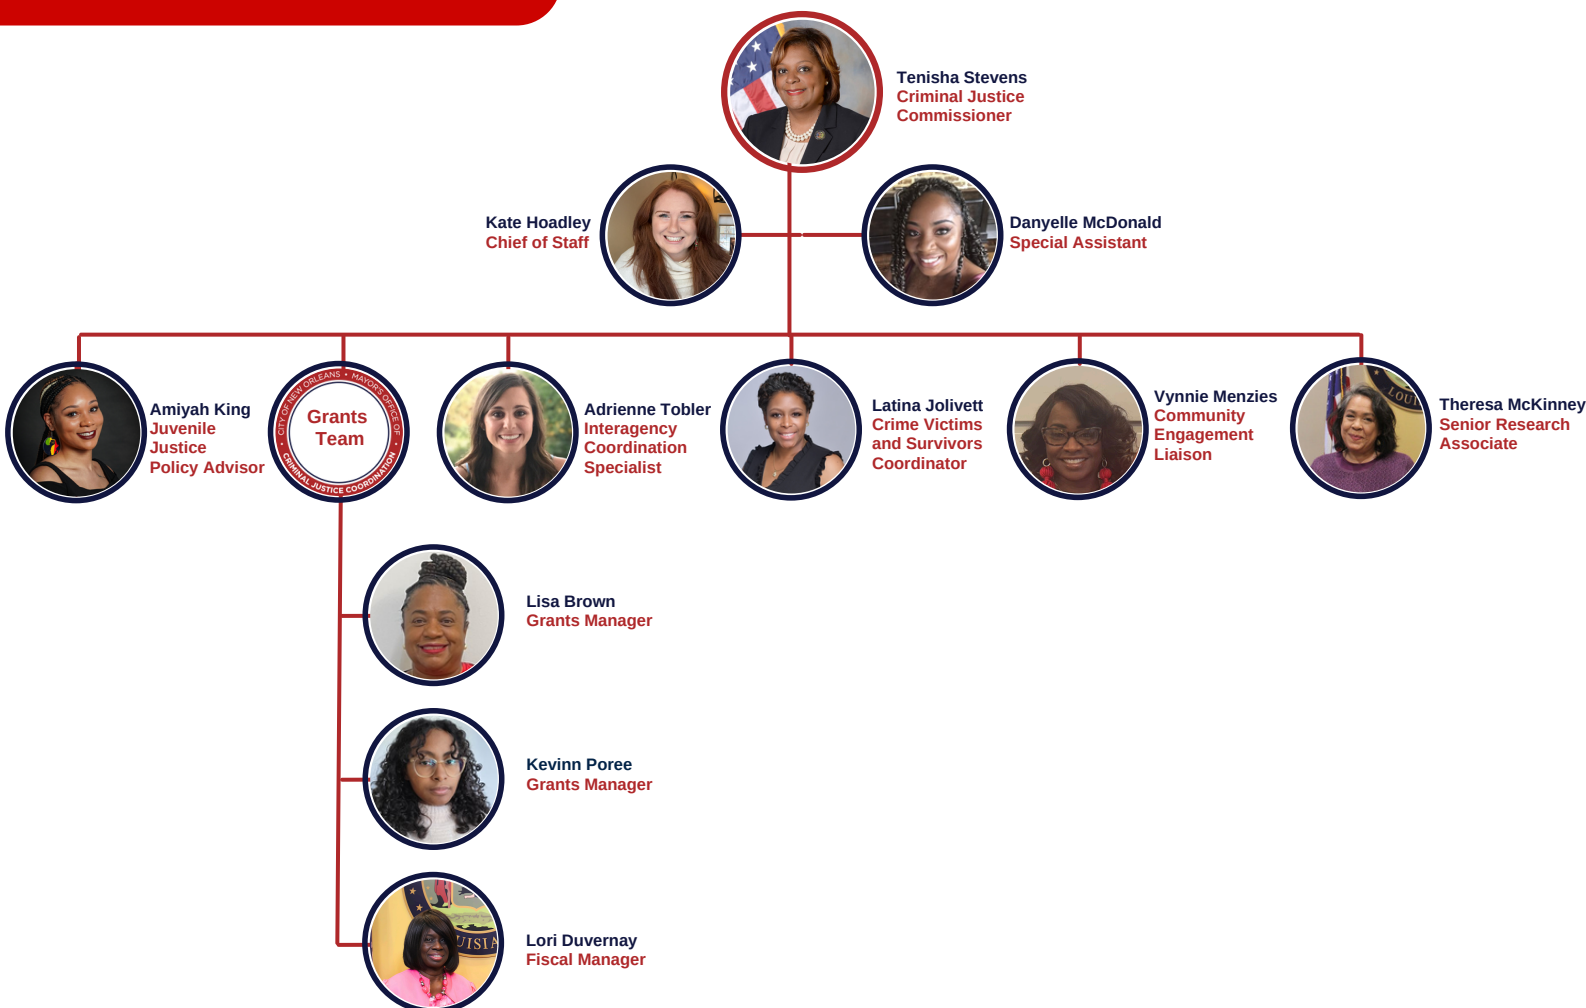 Tenisha Stevens
Criminal Justice
Commissioner
Kate Hoadley
Chief of Staff
Danyelle McDonald
Special Assistant
Amiyah King
Juvenile
Justice
Policy Advisor
CITY OF NEW ORLEANS • MAYOR'S OFFICE OF
• CRIMINAL JUSTICE COORDINATION •
Grants
Team
Adrienne Tobler
Interagency
Coordination
Specialist
Latina Jolivett
Crime Victims
and Survivors
Coordinator
Vynnie Menzies
Community
Engagement
Liaison
LOUI
Theresa McKinney
Senior Research
Associate
Lisa Brown
Grants Manager
Kevinn Poree
Grants Manager
UISIA
Lori Duvernay
Fiscal Manager